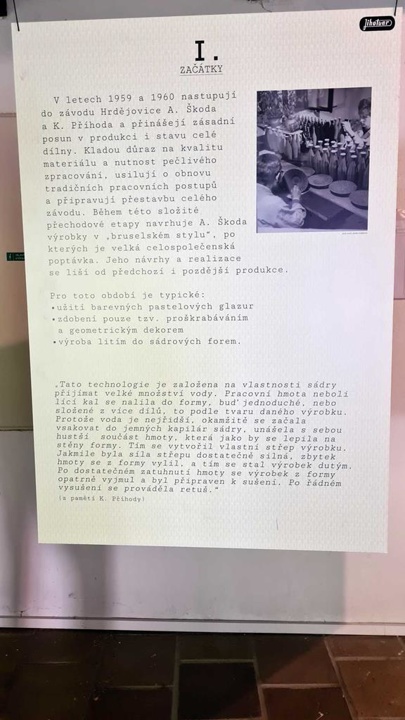 jihotvar
I.
ZAČÁTKY
V letech 1959 a 1960 nastupují
do závodu Hrdějovice A. Škoda
a K. Příhoda a přinášejí zásadní
posun v produkci i stavu celé
dílny. Kladou důraz na kvalitu
materiálu a nutnost pečlivého
zpracování, usilují o obnovu
tradičních pracovních postupů
a připravují přestavbu celého
závodu. Během této složité
přechodové etapy navrhuje A. Škoda
výrobky v „bruselském stylu“, po
kterých je velká celospolečenská
poptávka. Jeho návrhy a realizace
se liší od předchozí i pozdější produkce.
Pro toto období je typické:
•užití barevných pastelových glazur
•zdobení pouze tzv. proškrabáváním
a geometrickým dekorem
•výroba litím do sádrových forem.
„Tato technologie je založena na vlastnosti sádry
přijímat velké množství vody. Pracovní hmota neboli
licí kal se nalila do formy, buď jednoduché, nebo
složené z více dílů, to podle tvaru daného výrobku.
Protože voda je nejřidší, okamžitě se začala
vsakovat do jemných kapilár sádry, unášela s sebou
hustší součást hmoty, která jako by se lepila na
stěny formy. Tím se vytvořil vlastní střep výrobku.
Jakmile byla síla střepu dostatečně silná, zbytek
hmoty se z formy vylil, a tím se stal výrobek dutým.
Po dostatečném zatuhnutí hmoty se výrobek z formy
opatrně vyjmul a byl připraven k sušení. Po řádném
vysušení se prováděla retuš.“
(z pamětí K. Příhody)